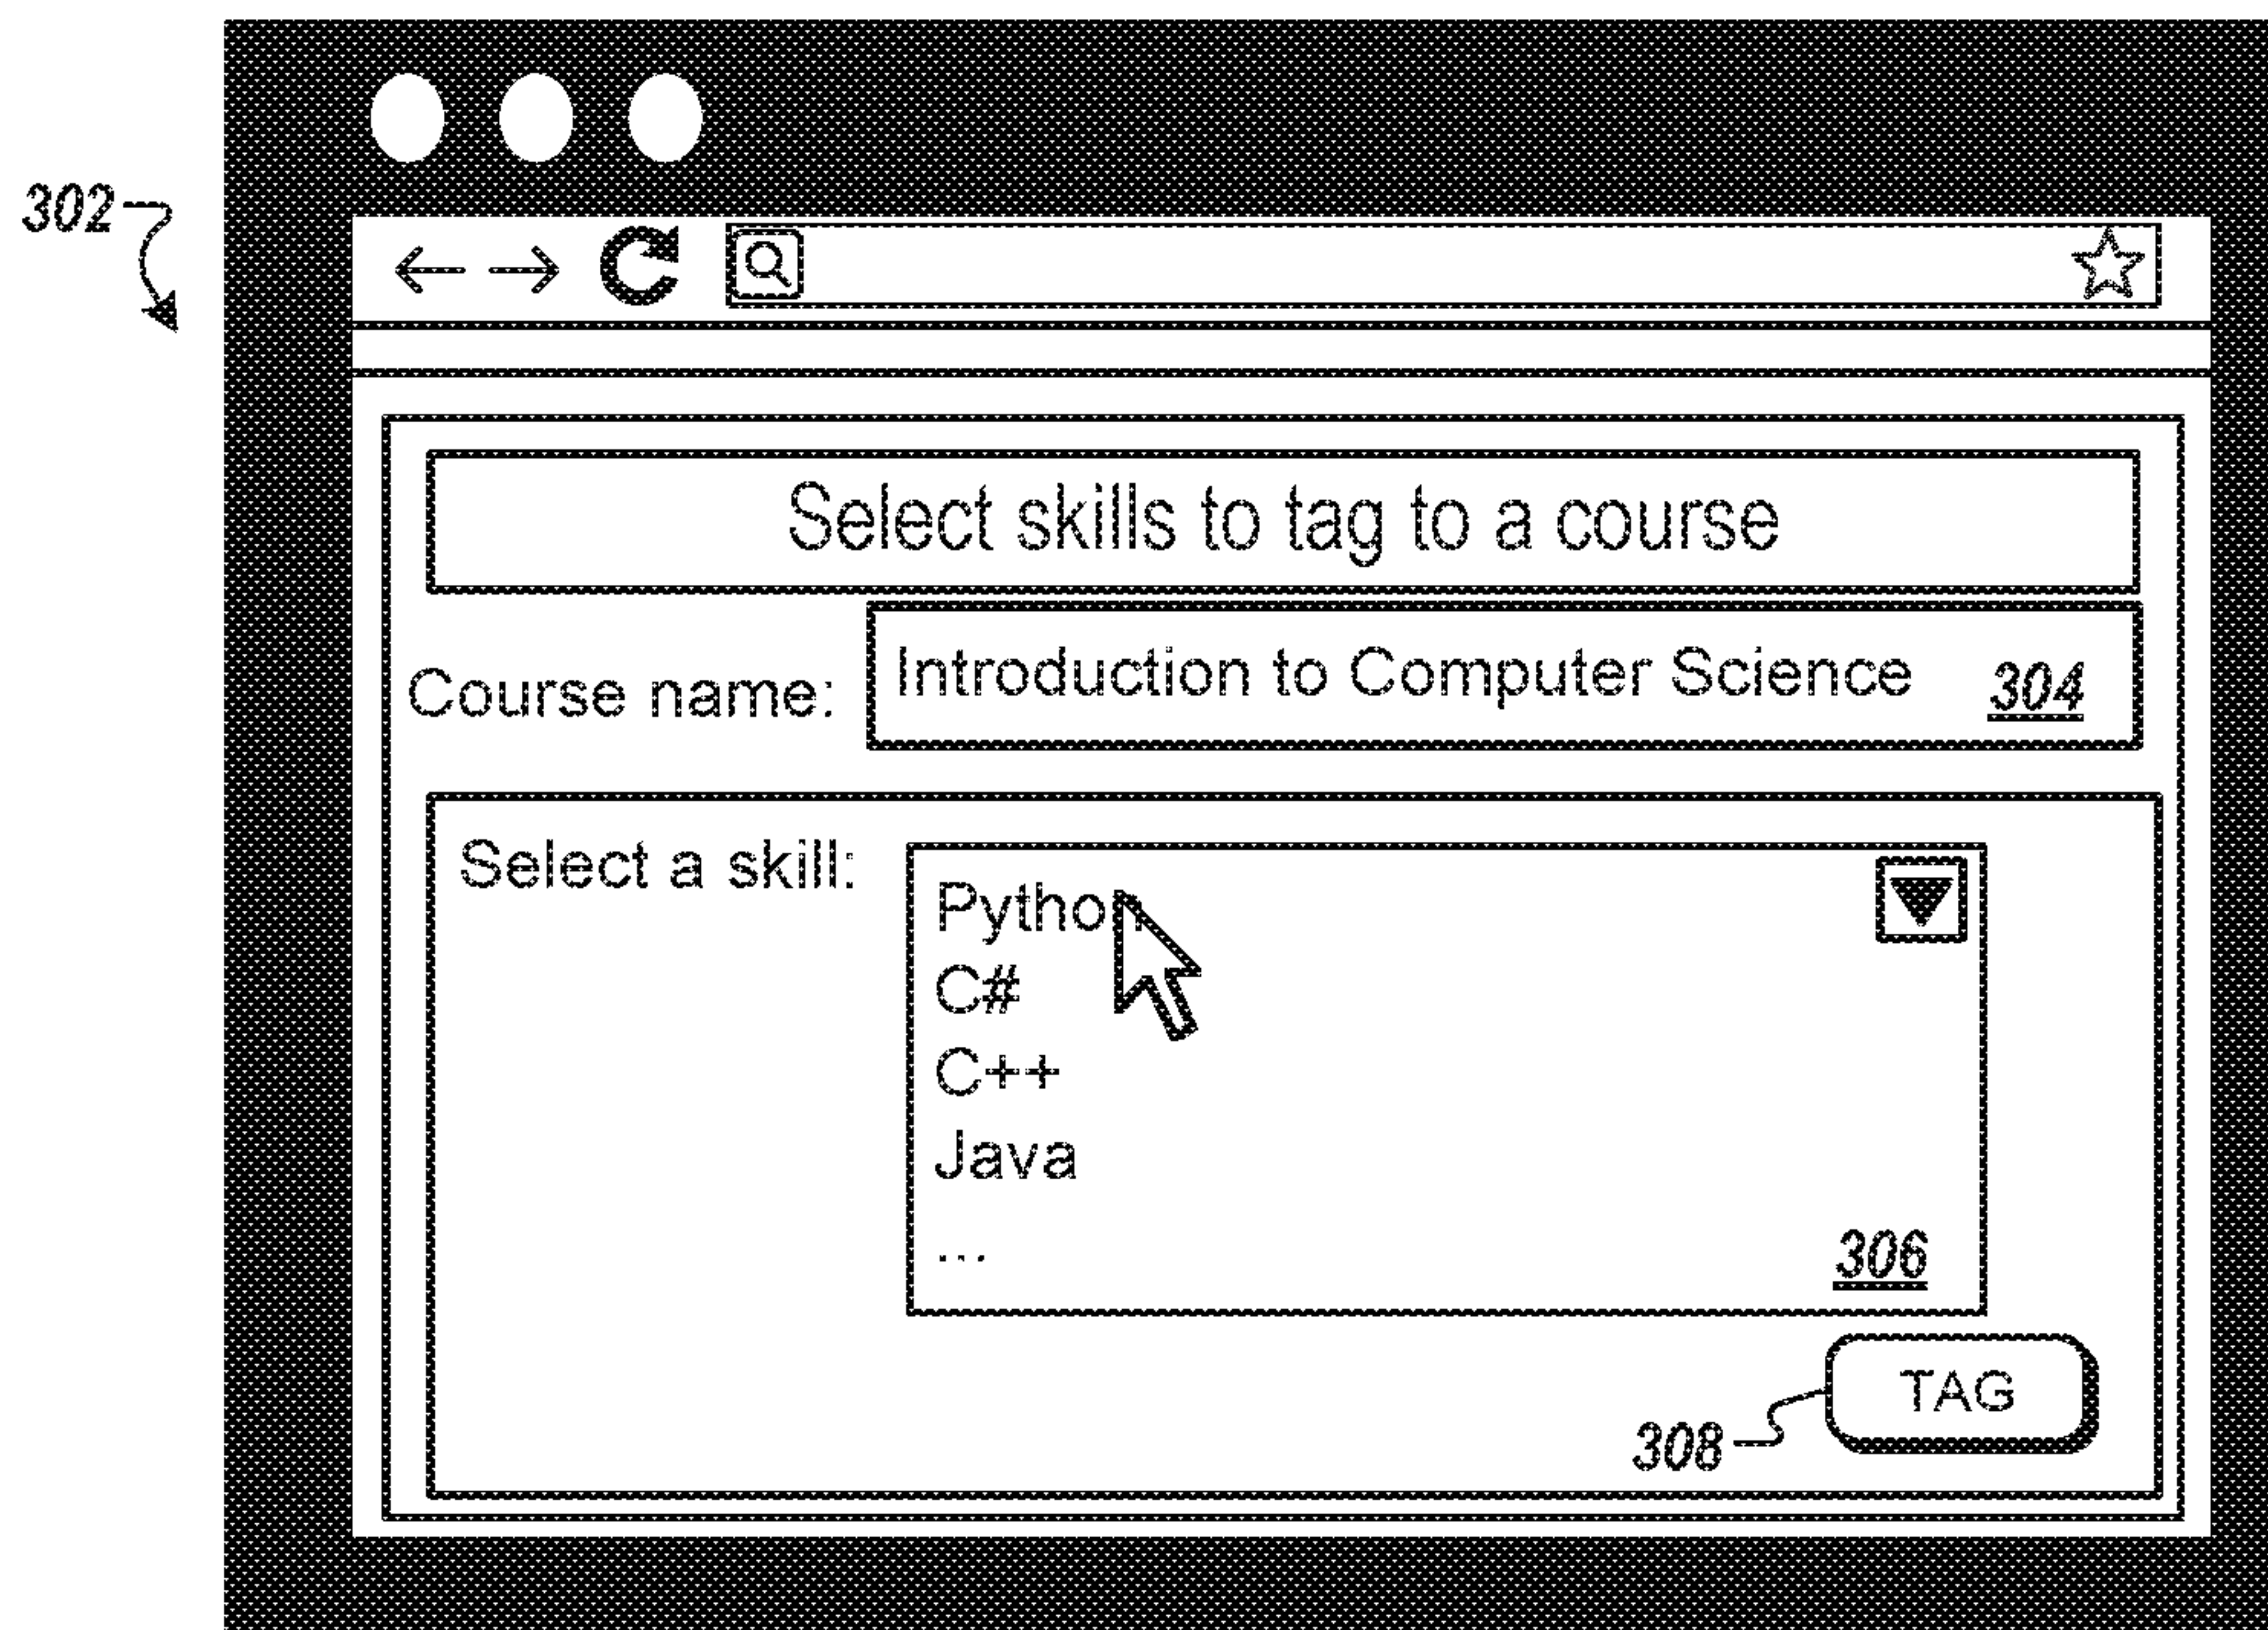 302
Select skills to tag to a course
Course name: Introduction to Computer Science 304
Select a skill:
Python
C#
C++
Java
...
306
TAG
308